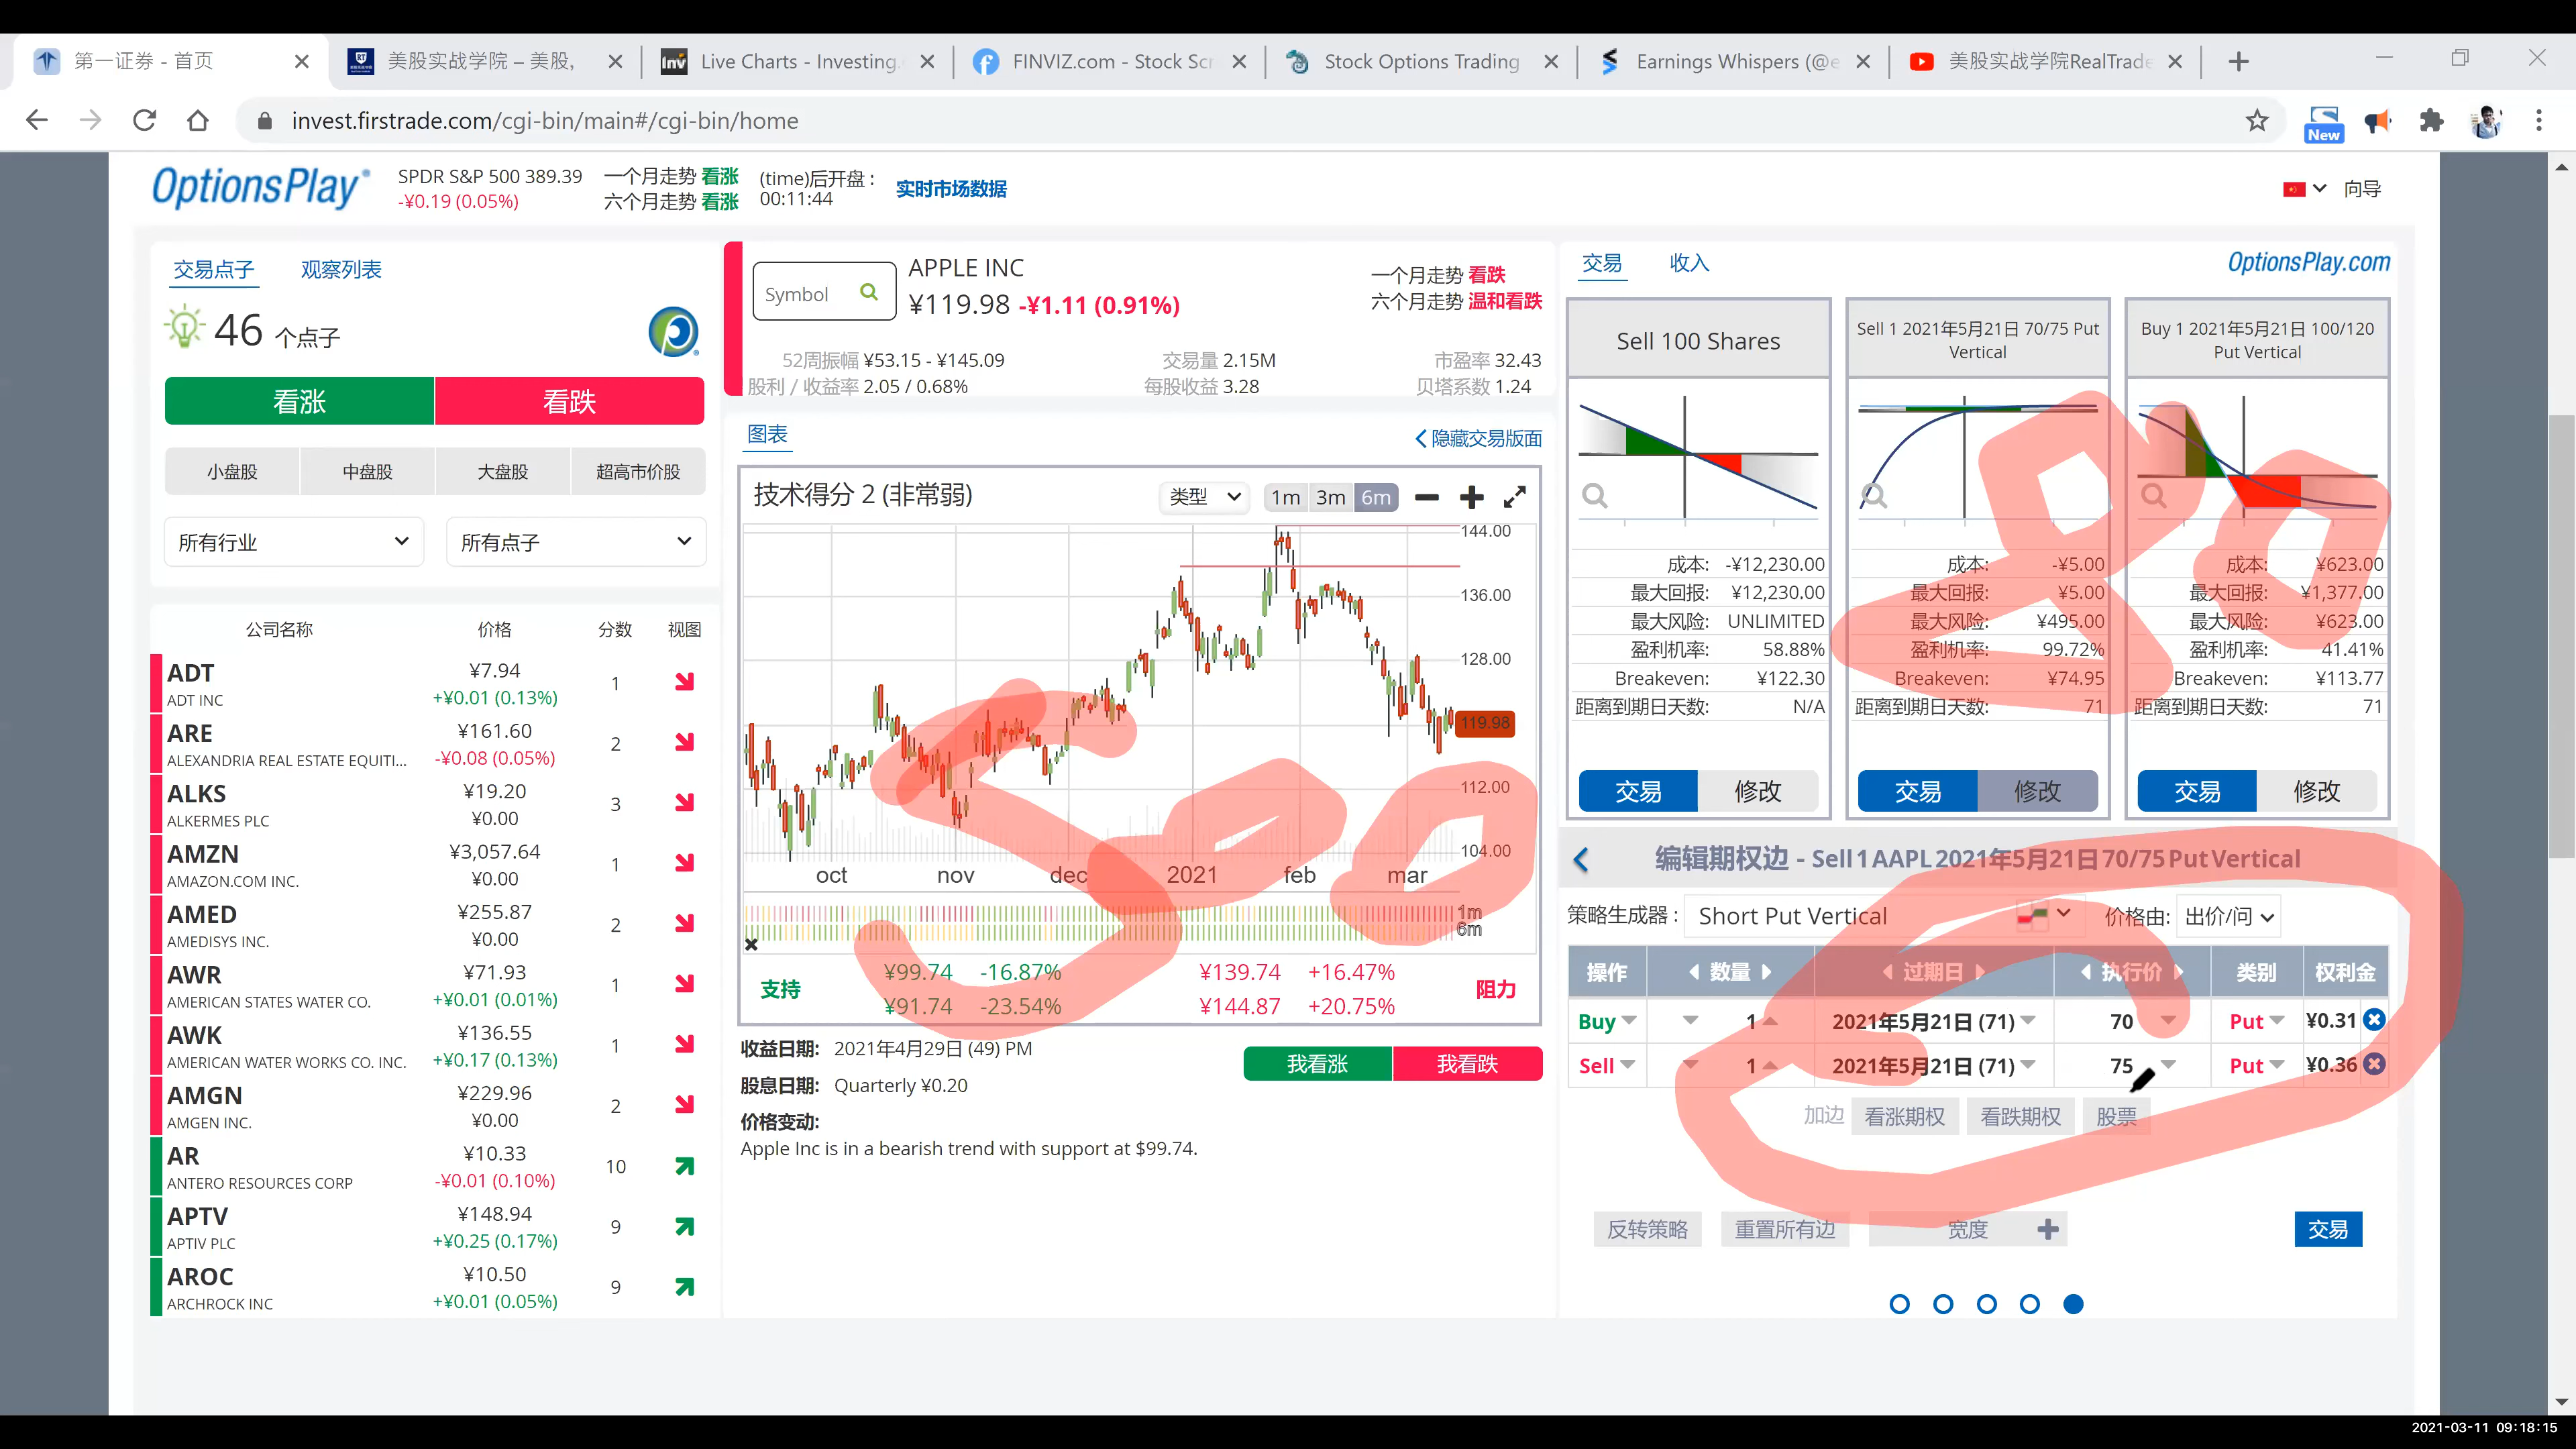 第一证券 - 首页
美股实战学院 – 美股,
Live Charts - Investing.
FINVIZ.com - Stock Scr
Stock Options Trading
Earnings Whispers (@e
美股实战学院RealTrade
invest.firstrade.com/cgi-bin/main#/cgi-bin/home
New
OptionsPlay
SPDR S&P 500 389.39
-¥0.19 (0.05%)
一个月走势 看涨
六个月走势 看涨
(time)后开盘 :
00:11:44
实时市场数据
向导
交易点子
观察列表
46 个点子
看涨
看跌
小盘股
中盘股
大盘股
超高市价股
所有行业
所有点子
公司名称 价格 分数 视图
ADT ¥7.94 1
ADT INC +¥0.01 (0.13%)
ARE ¥161.60 2
ALEXANDRIA REAL ESTATE EQUITI... -¥0.08 (0.05%)
ALKS ¥19.20 3
ALKERMES PLC ¥0.00
AMZN ¥3,057.64 1
AMAZON.COM INC. ¥0.00
AMED ¥255.87 2
AMEDISYS INC. ¥0.00
AWR ¥71.93 1
AMERICAN STATES WATER CO. +¥0.01 (0.01%)
AWK ¥136.55 1
AMERICAN WATER WORKS CO. INC. +¥0.17 (0.13%)
AMGN ¥229.96 2
AMGEN INC. ¥0.00
AR ¥10.33 10
ANTERO RESOURCES CORP -¥0.01 (0.10%)
APTV ¥148.94 9
APTIV PLC +¥0.25 (0.17%)
AROC ¥10.50 9
ARCHROCK INC +¥0.01 (0.05%)
Symbol
APPLE INC
¥119.98 -¥1.11 (0.91%)
一个月走势 看跌
六个月走势 温和看跌
52周振幅 ¥53.15 - ¥145.09 交易量 2.15M 市盈率 32.43
股利 / 收益率 2.05 / 0.68% 每股收益 3.28 贝塔系数 1.24
图表
隐藏交易版面
技术得分 2 (非常弱)
类型
1m 3m 6m
144.00
136.00
128.00
119.98
112.00
104.00
oct nov dec 2021 feb mar
1m
6m
500
支持
¥99.74 -16.87% ¥139.74 +16.47%
¥91.74 -23.54% ¥144.87 +20.75%
阻力
收益日期: 2021年4月29日 (49) PM
股息日期: Quarterly ¥0.20
我看涨
我看跌
价格变动:
Apple Inc is in a bearish trend with support at $99.74.
交易
收入
OptionsPlay.com
Sell 100 Shares
成本: -¥12,230.00
最大回报: ¥12,230.00
最大风险: UNLIMITED
盈利机率: 58.88%
Breakeven: ¥122.30
距离到期日天数: N/A
交易 修改
Sell 1 2021年5月21日 70/75 Put
Vertical
成本: -¥5.00
最大回报: ¥5.00
最大风险: ¥495.00
盈利机率: 99.72%
Breakeven: ¥74.95
距离到期日天数: 71
交易 修改
Buy 1 2021年5月21日 100/120
Put Vertical
成本: ¥623.00
最大回报: ¥1,377.00
最大风险: ¥623.00
盈利机率: 41.41%
Breakeven: ¥113.77
距离到期日天数: 71
交易 修改
编辑期权边 - Sell 1 AAPL 2021年5月21日 70/75 Put Vertical
策略生成器 : Short Put Vertical 价格由: 出价/问
操作 数量 过期日 执行价 类别 权利金
Buy 1 2021年5月21日 (71) 70 Put ¥0.31
Sell 1 2021年5月21日 (71) 75 Put ¥0.36
加边 看涨期权 看跌期权 股票
反转策略 重置所有边 宽度
交易
2021-03-11 09:18:15